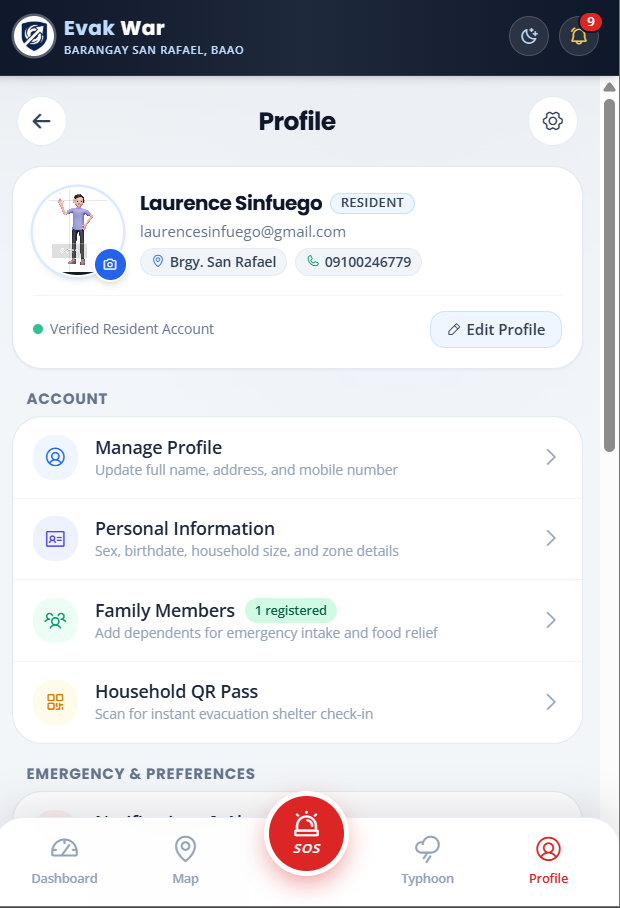 Evak War
BARANGAY SAN RAFAEL, BAAO
9
Profile
Laurence Sinfuego
RESIDENT
laurencesinfuego@gmail.com
Brgy. San Rafael
09100246779
Verified Resident Account
Edit Profile
ACCOUNT
Manage Profile
Update full name, address, and mobile number
Personal Information
Sex, birthdate, household size, and zone details
Family Members
1 registered
Add dependents for emergency intake and food relief
Household QR Pass
Scan for instant evacuation shelter check-in
EMERGENCY & PREFERENCES
SOS
Dashboard
Map
Typhoon
Profile